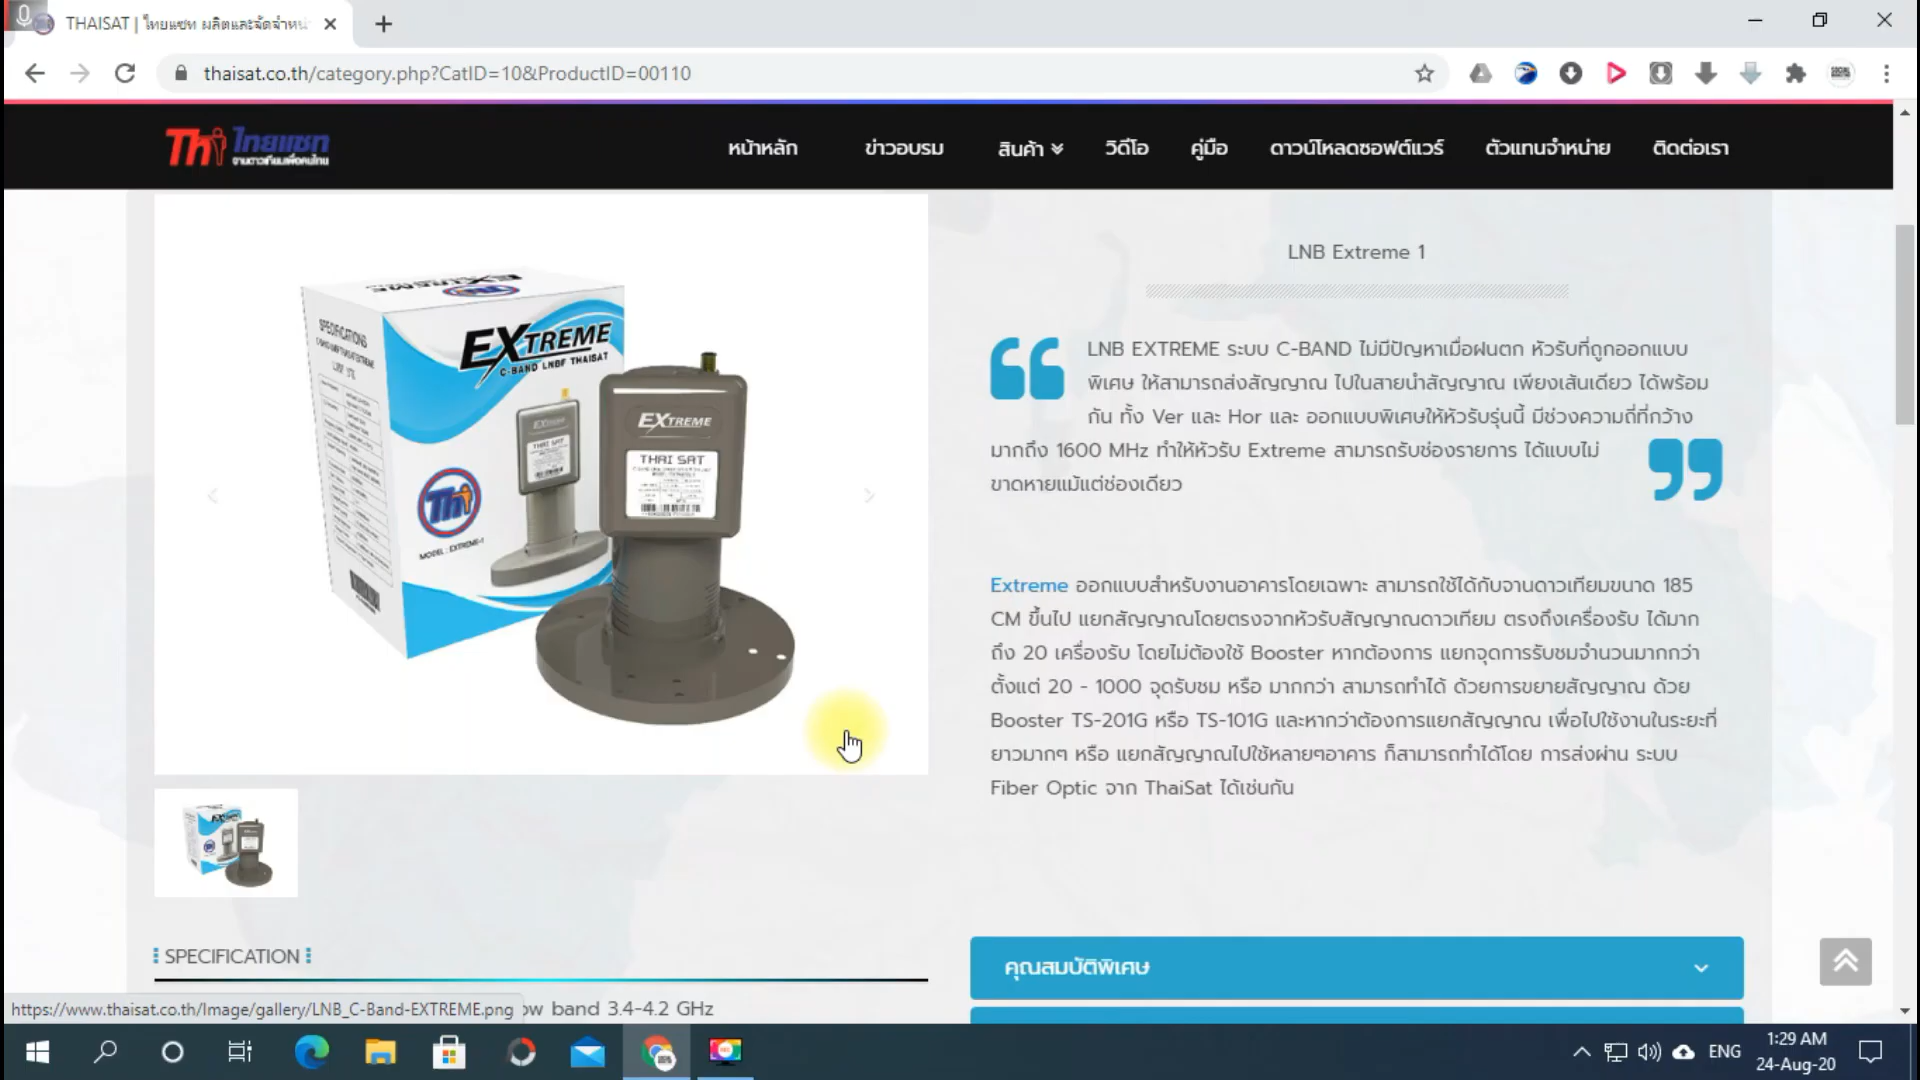 THAISAT | ไทยแซท ผลิตและจัดจำหน่
thaisat.co.th/category.php?CatID=10&ProductID=00110
Th ไทยแซท
จานดาวเทียมเพื่อคนไทย
หน้าหลัก ข่าวอบรม สินค้า วิดีโอ คู่มือ ดาวน์โหลดซอฟต์แวร์ ตัวแทนจำหน่าย ติดต่อเรา
EXTREME
SPECIFICATIONS
EXTREME
C-BAND LNBF THAISAT
EXTREME
THAI SAT
MODEL : EXTREME-1
EXTREME
THAI SAT
LNB Extreme 1
LNB EXTREME ระบบ C-BAND ไม่มีปัญหาเมื่อฝนตก หัวรับที่ถูกออกแบบ
พิเศษ ให้สามารถส่งสัญญาณ ไปในสายนำสัญญาณ เพียงเส้นเดียว ได้พร้อม
กัน ทั้ง Ver และ Hor และ ออกแบบพิเศษให้หัวรับรุ่นนี้ มีช่วงความถี่ที่กว้าง
มากถึง 1600 MHz ทำให้หัวรับ Extreme สามารถรับช่องรายการ ได้แบบไม่
ขาดหายแม้แต่ช่องเดียว
Extreme ออกแบบสำหรับงานอาคารโดยเฉพาะ สามารถใช้ได้กับจานดาวเทียมขนาด 185
CM ขึ้นไป แยกสัญญาณโดยตรงจากหัวรับสัญญาณดาวเทียม ตรงถึงเครื่องรับ ได้มาก
ถึง 20 เครื่องรับ โดยไม่ต้องใช้ Booster หากต้องการ แยกจุดการรับชมจำนวนมากกว่า
ตั้งแต่ 20 - 1000 จุดรับชม หรือ มากกว่า สามารถทำได้ ด้วยการขยายสัญญาณ ด้วย
Booster TS-201G หรือ TS-101G และหากว่าต้องการแยกสัญญาณ เพื่อไปใช้งานในระยะที่
ยาวมากๆ หรือ แยกสัญญาณไปใช้หลายๆอาคาร ก็สามารถทำได้โดย การส่งผ่าน ระบบ
Fiber Optic จาก ThaiSat ได้เช่นกัน
SPECIFICATION
คุณสมบัติพิเศษ
https://www.thaisat.co.th/Image/gallery/LNB_C-Band-EXTREME.png ow band 3.4-4.2 GHz
ENG
1:29 AM
24-Aug-20